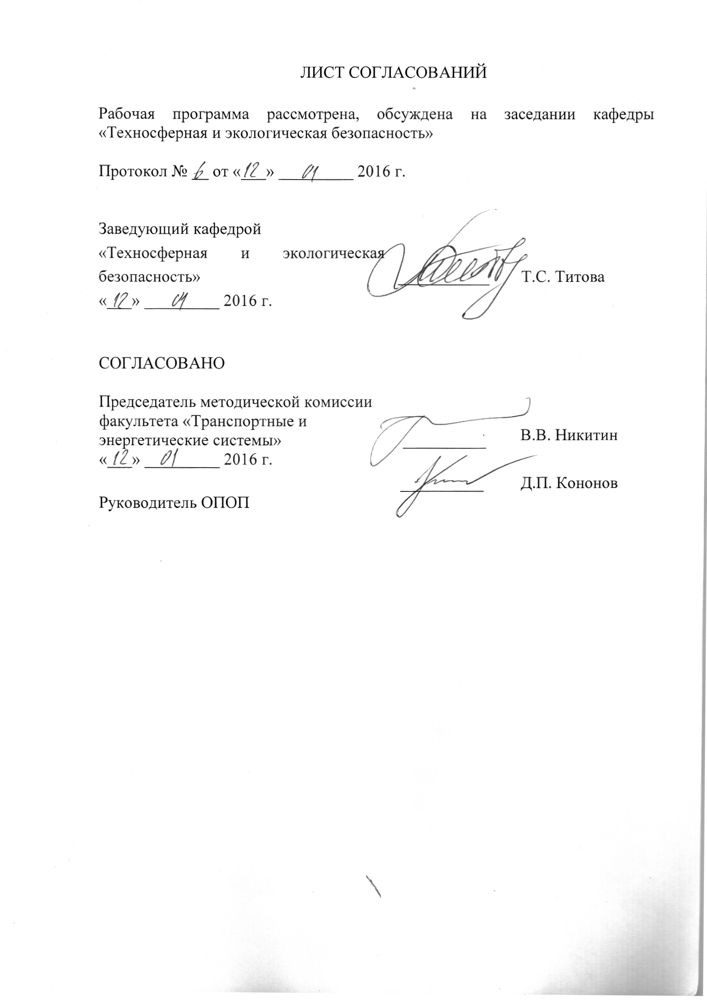 ЛИСТ СОГЛАСОВАНИЙ
Рабочая программа рассмотрена, обсуждена на заседании кафедры
«Техносферная и экологическая безопасность»
Протокол № 6 от «12» 01 2016 г.
Заведующий кафедрой
«Техносферная и экологическая
безопасность» Т.С. Титова
«12» 01 2016 г.
СОГЛАСОВАНО
Председатель методической комиссии
факультета «Транспортные и
энергетические системы» В.В. Никитин
«12» 01 2016 г.
Руководитель ОПОП Д.П. Кононов